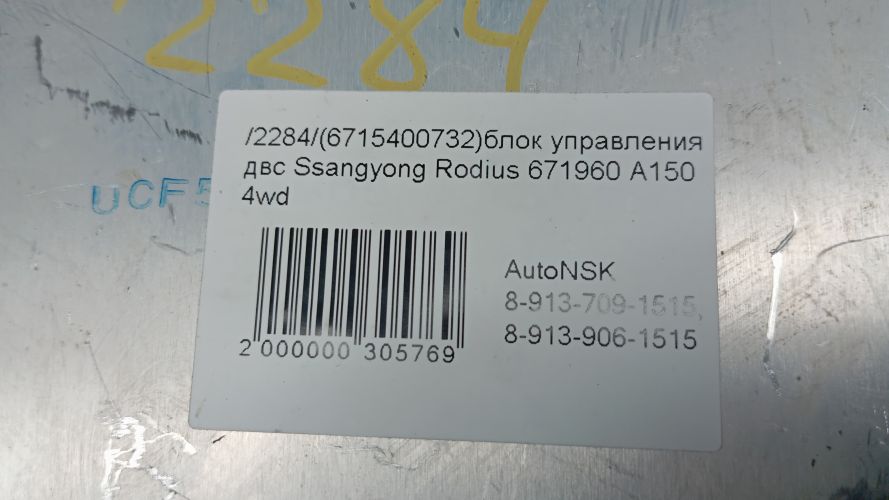 2284
/2284/(6715400732)блок управления
двс Ssangyong Rodius 671960 A150
4wd
UCF5
AutoNSK
8-913-709-1515,
8-913-906-1515
2 000000 305769